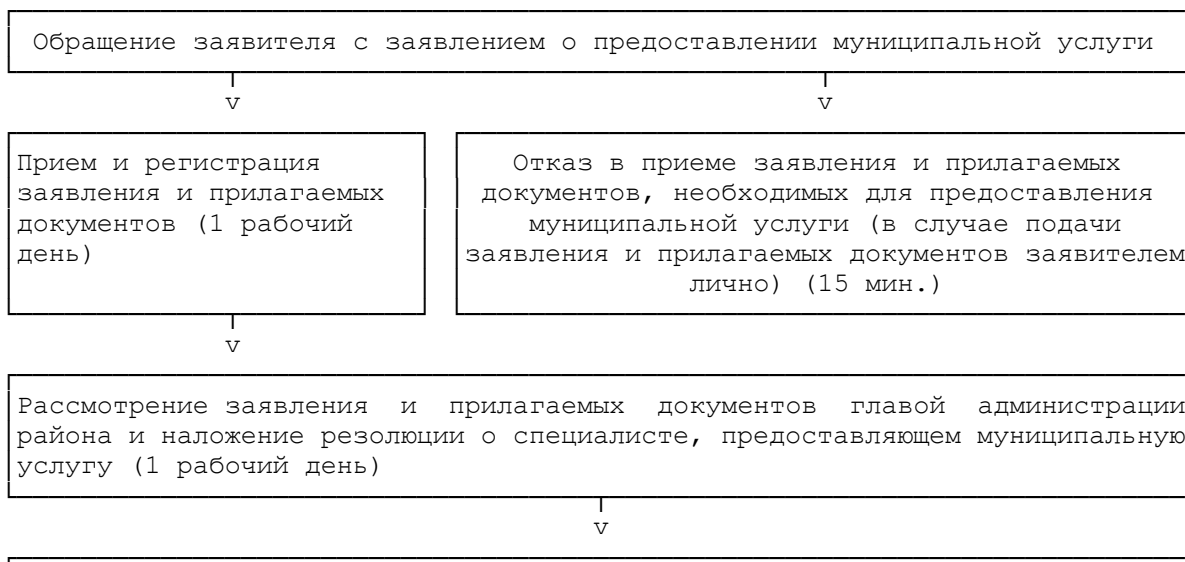 Обращение заявителя с заявлением о предоставлении муниципальной услуги
v
v
Прием и регистрация
заявления и прилагаемых
документов (1 рабочий
день)
Отказ в приеме заявления и прилагаемых
документов, необходимых для предоставления
муниципальной услуги (в случае подачи
заявления и прилагаемых документов заявителем
лично) (15 мин.)
v
Рассмотрение заявления и прилагаемых документов главой администрации
района и наложение резолюции о специалисте, предоставляющем муниципальную
услугу (1 рабочий день)
v